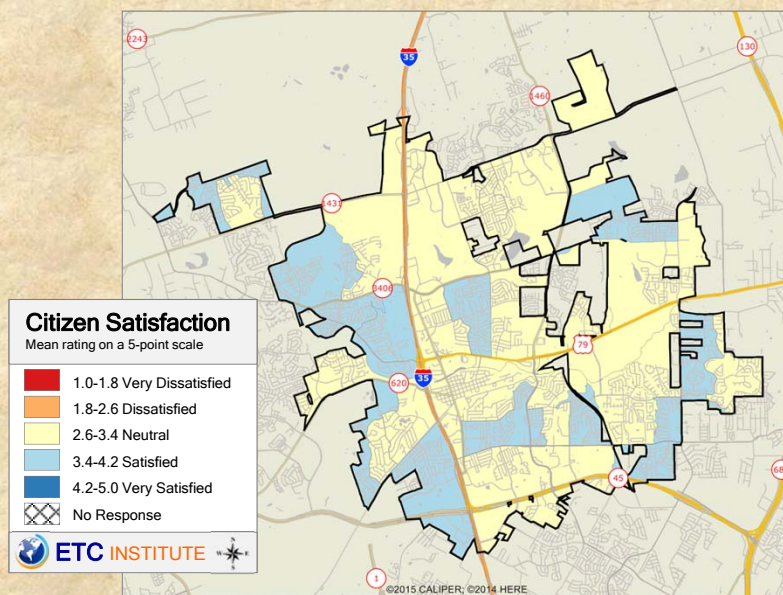 2243
35
130
1460
1431
3406
79
620
35
45
68
1
Citizen Satisfaction
Mean rating on a 5-point scale
1.0-1.8 Very Dissatisfied
1.8-2.6 Dissatisfied
2.6-3.4 Neutral
3.4-4.2 Satisfied
4.2-5.0 Very Satisfied
No Response
ETC INSTITUTE
N
W
E
S
©2015 CALIPER; ©2014 HERE